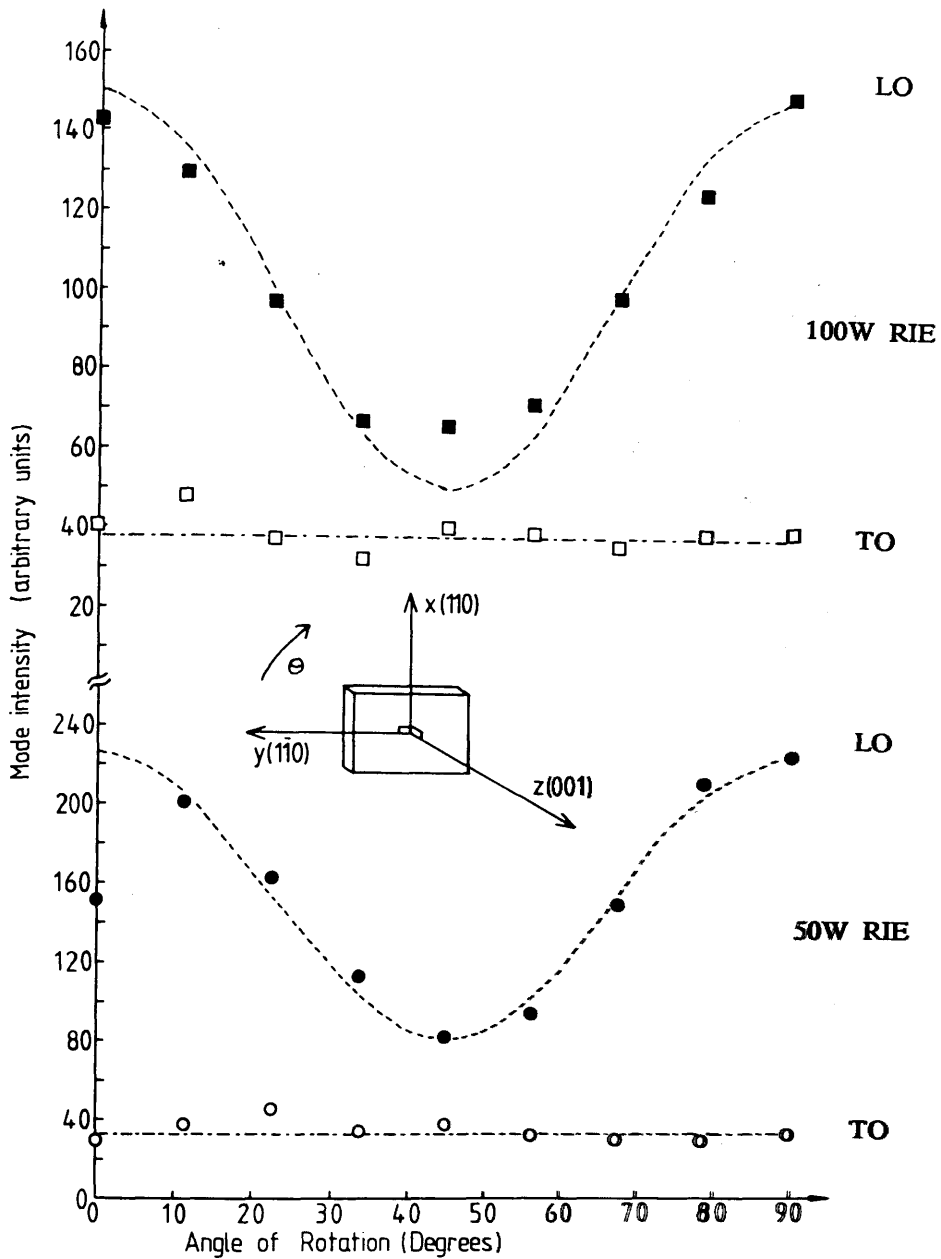 160
140
120
100
80
60
40
20
LO
100W RIE
TO
x(110)
θ
y(11̄0)
z(001)
Mode intensity (arbitrary units)
240
200
160
120
80
40
0
LO
50W RIE
TO
0 10 20 30 40 50 60 70 80 90
Angle of Rotation (Degrees)